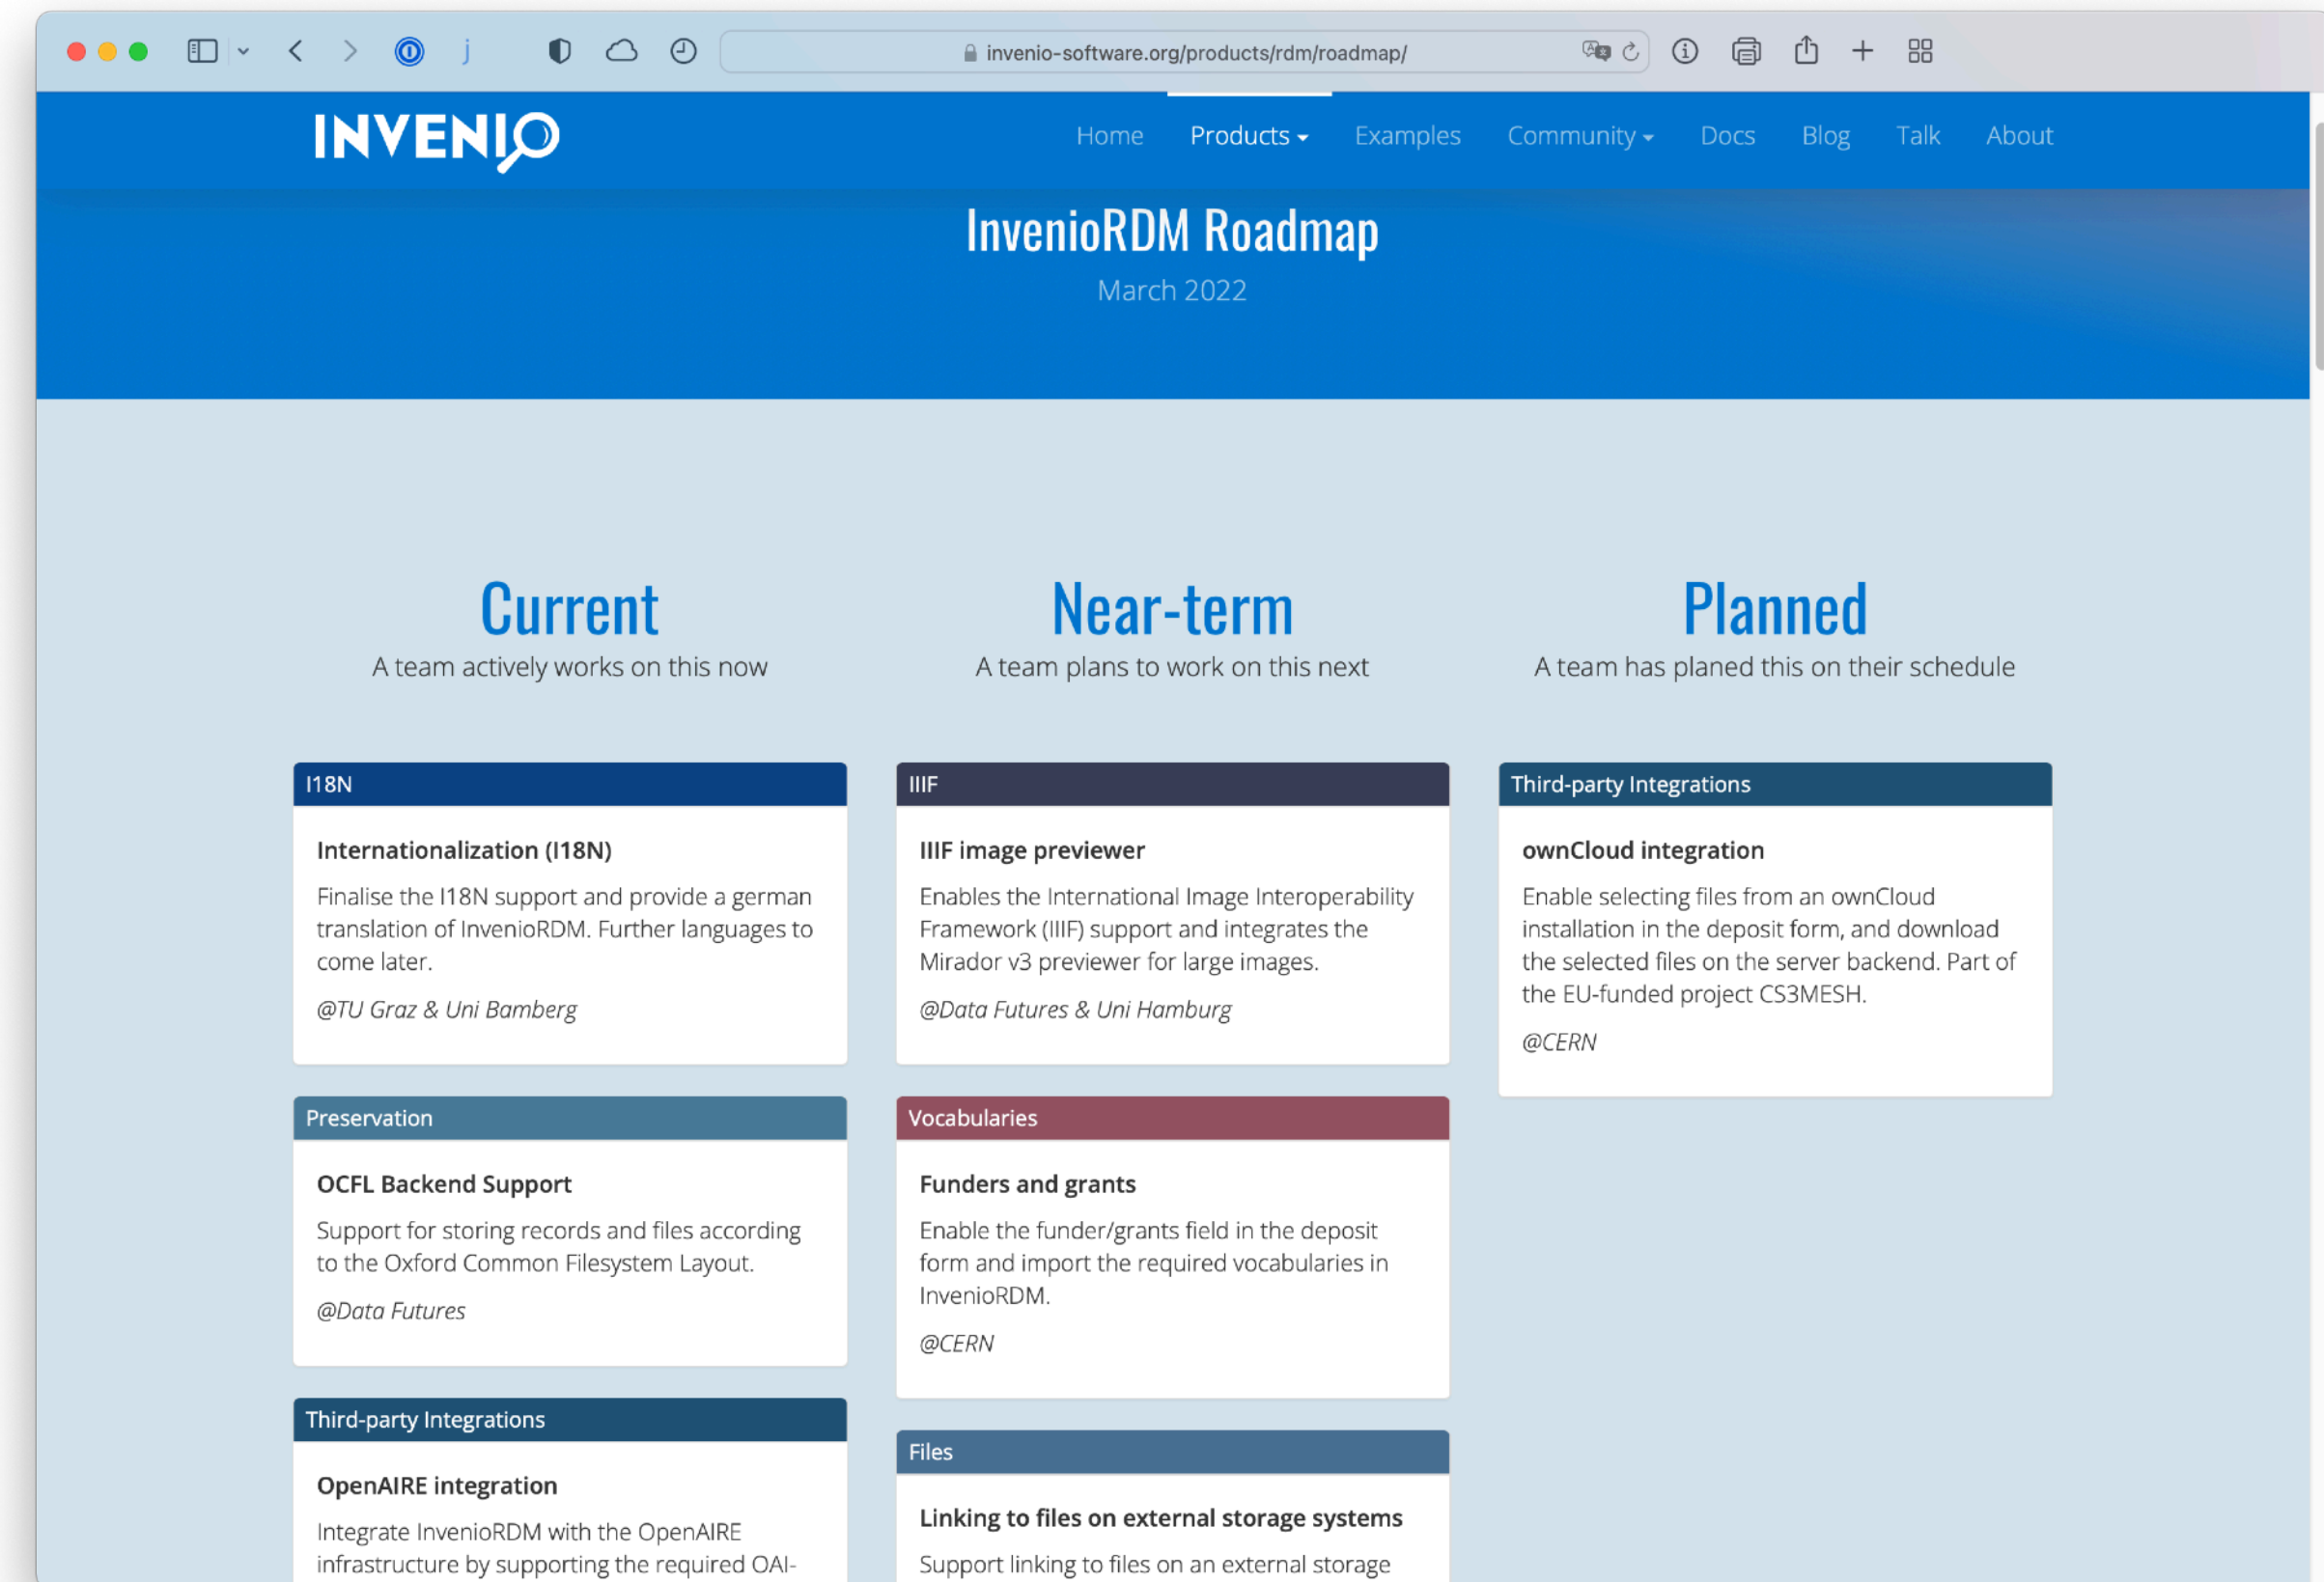 invenio-software.org/products/rdm/roadmap/
INVENIO
Home Products Examples Community Docs Blog Talk About
InvenioRDM Roadmap
March 2022
Current
A team actively works on this now
I18N
Internationalization (I18N)
Finalise the I18N support and provide a german
translation of InvenioRDM. Further languages to
come later.
@TU Graz & Uni Bamberg
Preservation
OCFL Backend Support
Support for storing records and files according
to the Oxford Common Filesystem Layout.
@Data Futures
Third-party Integrations
OpenAIRE integration
Integrate InvenioRDM with the OpenAIRE
infrastructure by supporting the required OAI-
Near-term
A team plans to work on this next
IIIF
IIIF image previewer
Enables the International Image Interoperability
Framework (IIIF) support and integrates the
Mirador v3 previewer for large images.
@Data Futures & Uni Hamburg
Vocabularies
Funders and grants
Enable the funder/grants field in the deposit
form and import the required vocabularies in
InvenioRDM.
@CERN
Files
Linking to files on external storage systems
Support linking to files on an external storage
Planned
A team has planed this on their schedule
Third-party Integrations
ownCloud integration
Enable selecting files from an ownCloud
installation in the deposit form, and download
the selected files on the server backend. Part of
the EU-funded project CS3MESH.
@CERN